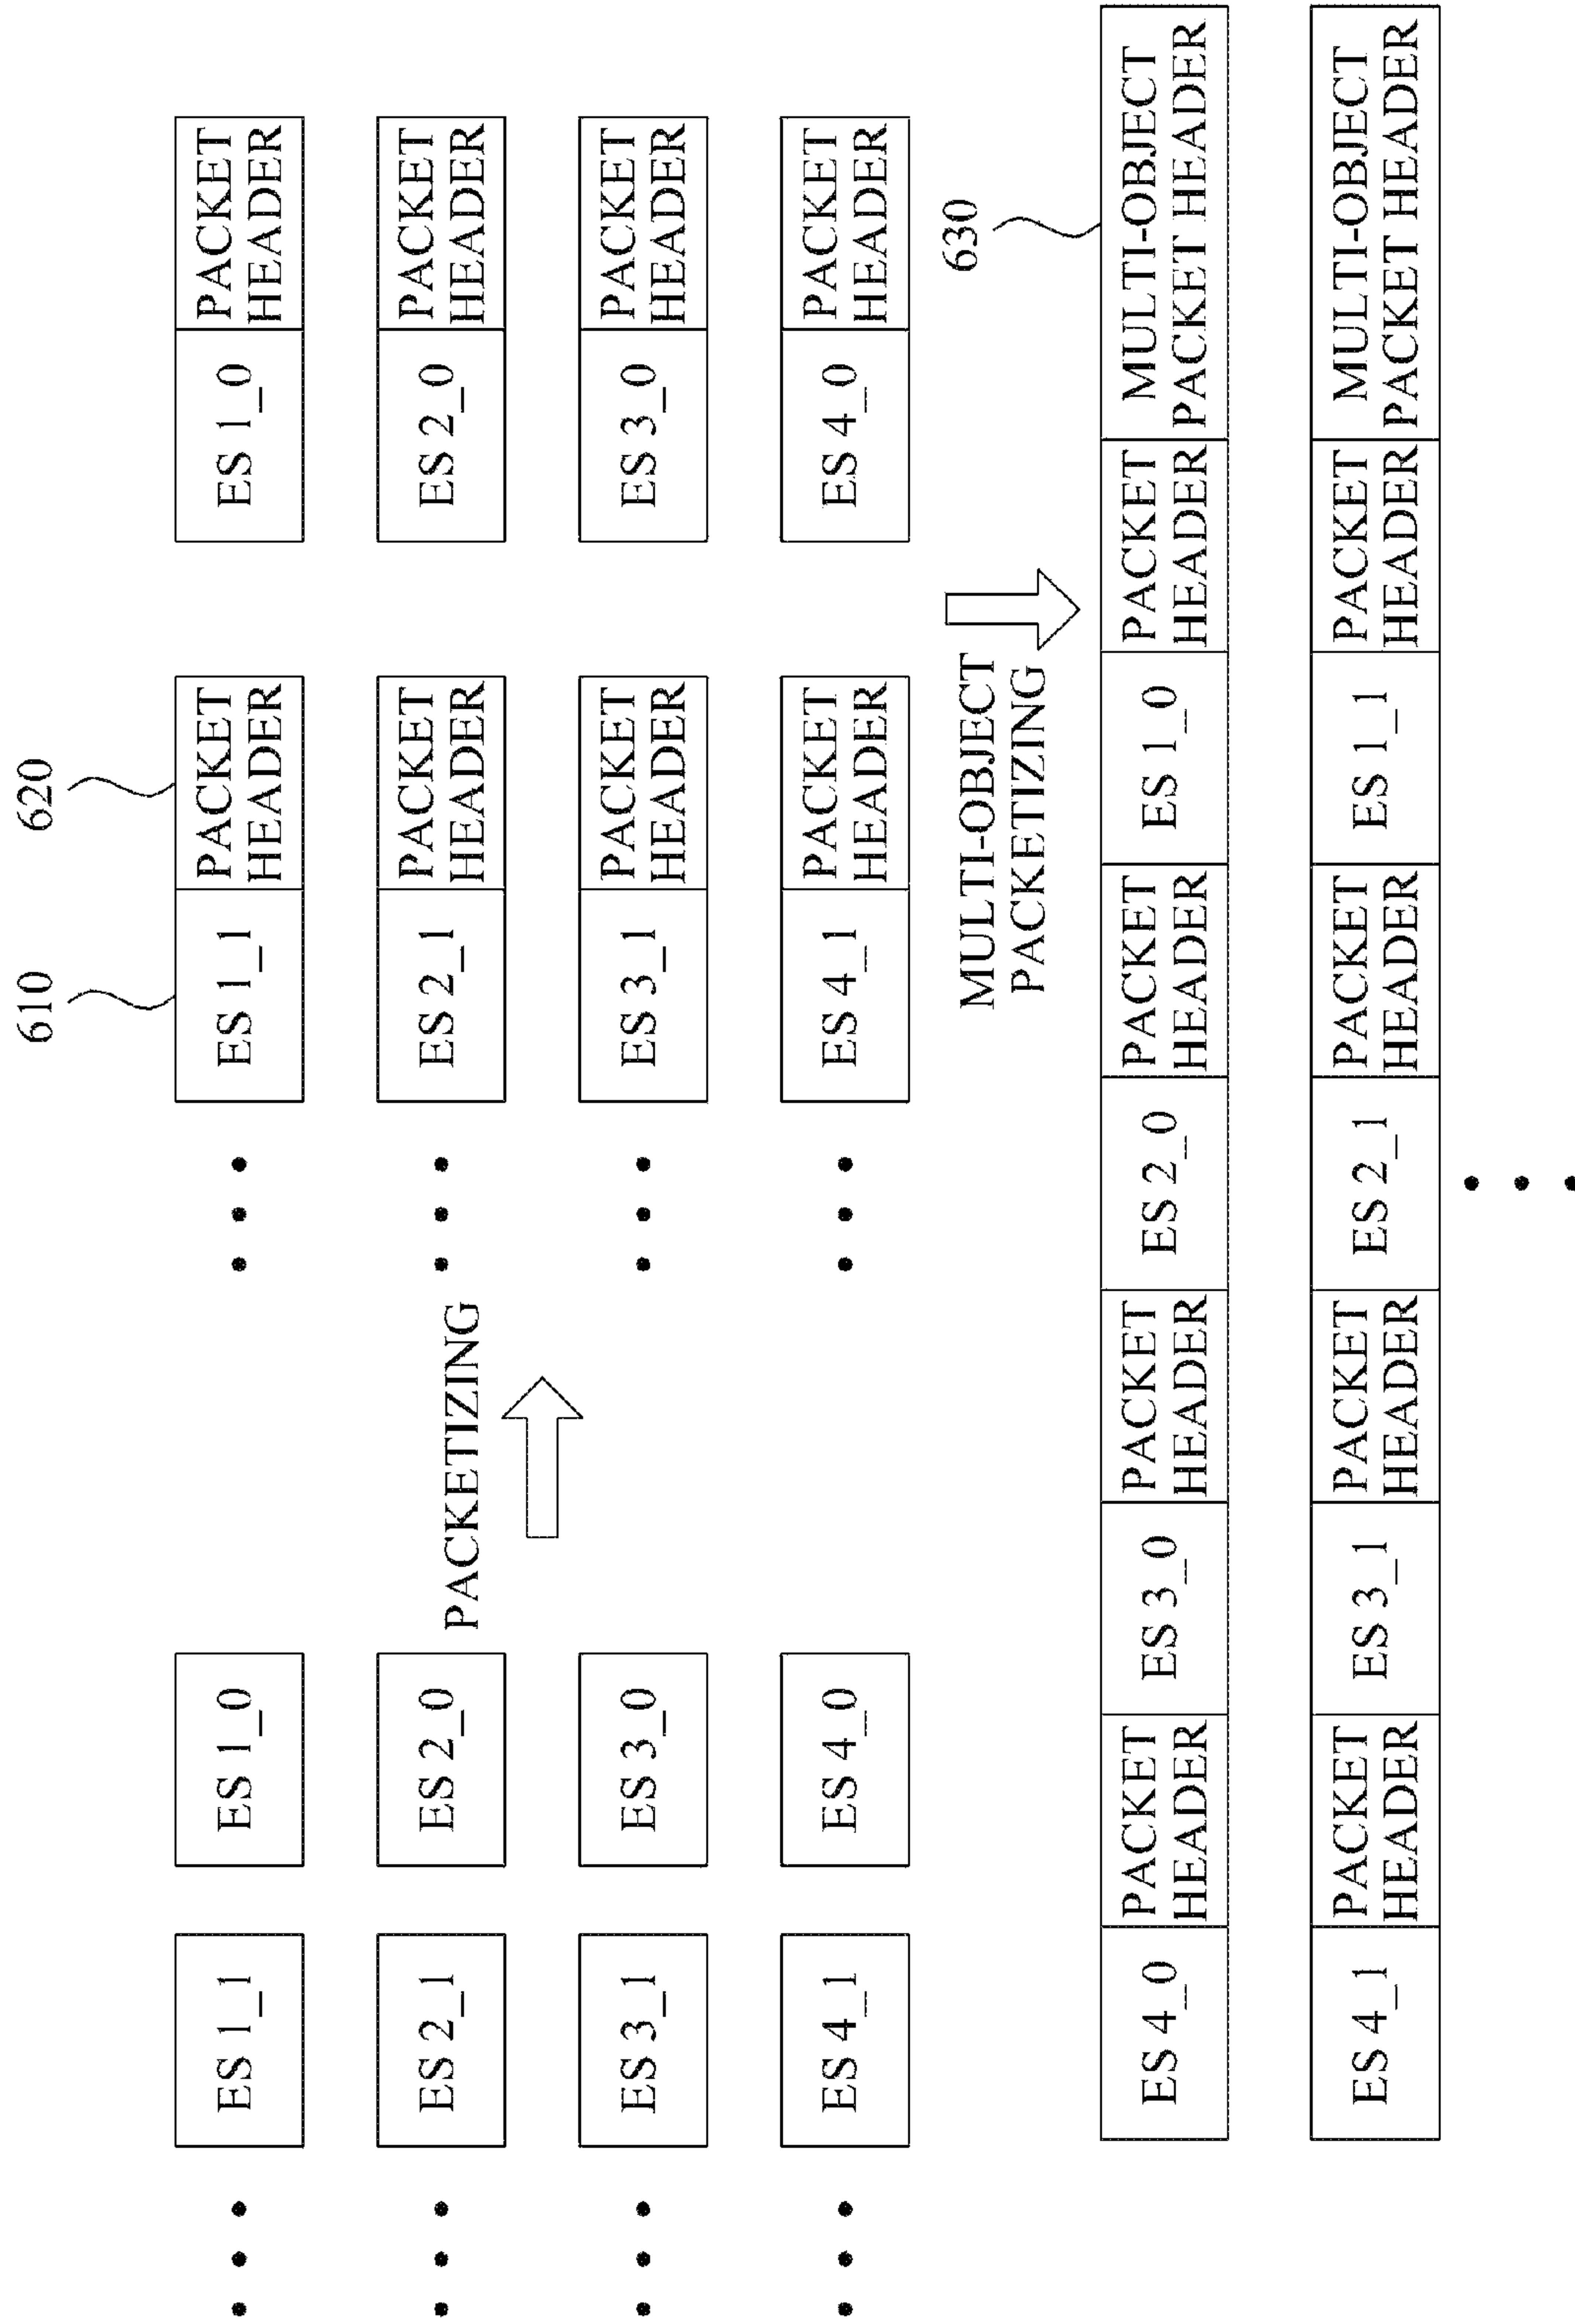 610
620
ES 1_1
ES 1_0
ES 1_1
PACKET
HEADER
ES 1_0
PACKET
HEADER
ES 2_1
ES 2_0
PACKETIZING
ES 2_1
PACKET
HEADER
ES 2_0
PACKET
HEADER
ES 3_1
ES 3_0
ES 3_1
PACKET
HEADER
ES 3_0
PACKET
HEADER
ES 4_1
ES 4_0
ES 4_1
PACKET
HEADER
ES 4_0
PACKET
HEADER
MULTI-OBJECT
PACKETIZING
630
ES 4_0
PACKET
HEADER
ES 3_0
PACKET
HEADER
ES 2_0
PACKET
HEADER
ES 1_0
PACKET
HEADER
MULTI-OBJECT
PACKET HEADER
ES 4_1
PACKET
HEADER
ES 3_1
PACKET
HEADER
ES 2_1
PACKET
HEADER
ES 1_1
PACKET
HEADER
MULTI-OBJECT
PACKET HEADER